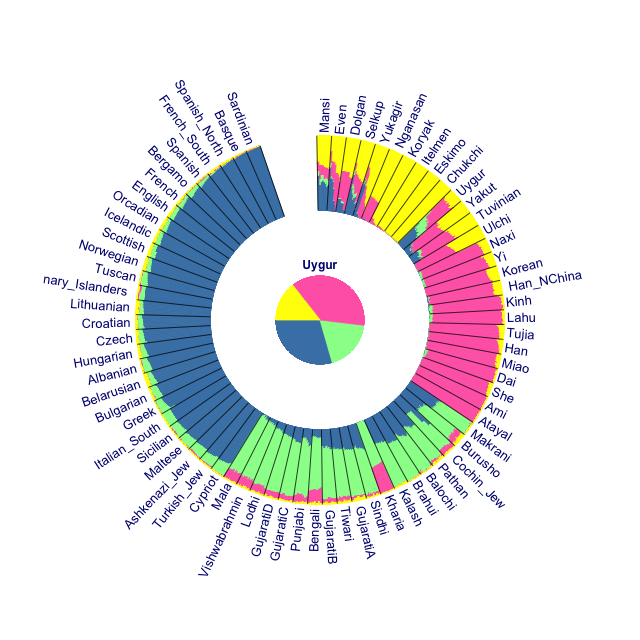 Mansi
Even
Dolgan
Selkup
Yukagir
Nganasan
Koryak
Itelmen
Eskimo
Chukchi
Uygur
Yakut
Tuvinian
Ulchi
Naxi
Yi
Korean
Han_NChina
Kinh
Lahu
Tujia
Han
Miao
Dai
She
Ami
Atayal
Makrani
Burusho
Cochin_Jew
Pathan
Balochi
Brahui
Kalash
Kharia
Sindhi
GujaratiA
Tiwari
GujaratiB
Bengali
Punjabi
GujaratiC
GujaratiD
Lodhi
Vishwabrahmin
Mala
Cypriot
Turkish_Jew
Ashkenazi_Jew
Maltese
Sicilian
Italian_South
Greek
Bulgarian
Belarusian
Albanian
Hungarian
Czech
Croatian
Lithuanian
nary_Islanders
Tuscan
Norwegian
Scottish
Icelandic
Orcadian
English
French
Bergamo
Spanish
French_South
Spanish_North
Basque
Sardinian
Uygur